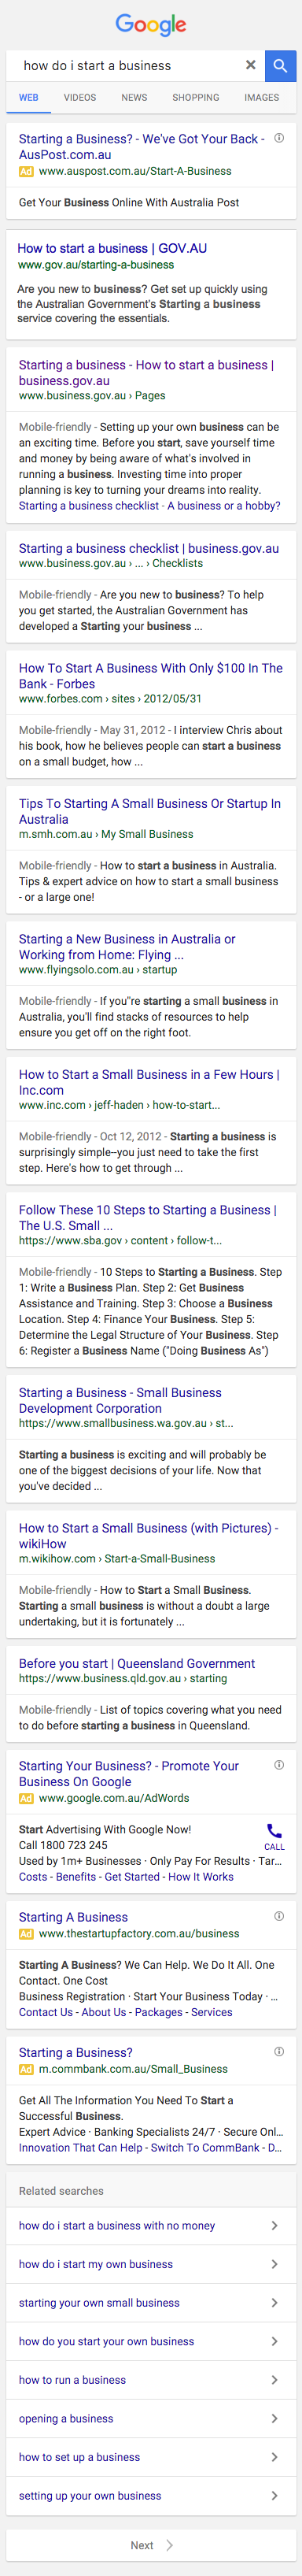 Google
how do i start a business ×
WEB VIDEOS NEWS SHOPPING IMAGES
Starting a Business? - We've Got Your Back -
AusPost.com.au
Ad www.auspost.com.au/Start-A-Business
Get Your Business Online With Australia Post
How to start a business | GOV.AU
www.gov.au/starting-a-business
Are you new to business? Get set up quickly using
the Australian Government's Starting a business
service covering the essentials.
Starting a business - How to start a business |
business.gov.au
www.business.gov.au › Pages
Mobile-friendly - Setting up your own business can be
an exciting time. Before you start, save yourself time
and money by being aware of what's involved in
running a business. Investing time into proper
planning is key to turning your dreams into reality.
Starting a business checklist · A business or a hobby?
Starting a business checklist | business.gov.au
www.business.gov.au › ... › Checklists
Mobile-friendly - Are you new to business? To help
you get started, the Australian Government has
developed a Starting your business ...
How To Start A Business With Only $100 In The
Bank - Forbes
www.forbes.com › sites › 2012/05/31
Mobile-friendly - May 31, 2012 - I interview Chris about
his book, how he believes people can start a business
on a small budget, how ...
Tips To Starting A Small Business Or Startup In
Australia
m.smh.com.au › My Small Business
Mobile-friendly - How to start a business in Australia.
Tips & expert advice on how to start a small business
- or a large one!
Starting a New Business in Australia or
Working from Home: Flying ...
www.flyingsolo.com.au › startup
Mobile-friendly - If you''re starting a small business in
Australia, you'll find stacks of resources to help
ensure you get off on the right foot.
How to Start a Small Business in a Few Hours |
Inc.com
www.inc.com › jeff-haden › how-to-start...
Mobile-friendly - Oct 12, 2012 - Starting a business is
surprisingly simple--you just need to take the first
step. Here's how to get through ...
Follow These 10 Steps to Starting a Business |
The U.S. Small ...
https://www.sba.gov › content › follow-t...
Mobile-friendly - 10 Steps to Starting a Business. Step
1: Write a Business Plan. Step 2: Get Business
Assistance and Training. Step 3: Choose a Business
Location. Step 4: Finance Your Business. Step 5:
Determine the Legal Structure of Your Business. Step
6: Register a Business Name ("Doing Business As")
Starting a Business - Small Business
Development Corporation
https://www.smallbusiness.wa.gov.au › st...
Starting a business is exciting and will probably be
one of the biggest decisions of your life. Now that
you've decided ...
How to Start a Small Business (with Pictures) -
wikiHow
m.wikihow.com › Start-a-Small-Business
Mobile-friendly - How to Start a Small Business.
Starting a small business is without a doubt a large
undertaking, but it is fortunately ...
Before you start | Queensland Government
https://www.business.qld.gov.au › starting
Mobile-friendly - List of topics covering what you need
to do before starting a business in Queensland.
Starting Your Business? - Promote Your
Business On Google
Ad www.google.com.au/AdWords
Start Advertising With Google Now!
Call 1800 723 245
CALL
Used by 1m+ Businesses · Only Pay For Results · Tar...
Costs - Benefits - Get Started - How It Works
Starting A Business
Ad www.thestartupfactory.com.au/business
Starting A Business? We Can Help. We Do It All. One
Contact. One Cost
Business Registration · Start Your Business Today · ...
Contact Us - About Us - Packages - Services
Starting a Business?
Ad m.commbank.com.au/Small_Business
Get All The Information You Need To Start a
Successful Business.
Expert Advice · Banking Specialists 24/7 · Secure Onl...
Innovation That Can Help - Switch To CommBank - D...
Related searches
how do i start a business with no money
how do i start my own business
starting your own small business
how do you start your own business
how to run a business
opening a business
how to set up a business
setting up your own business
Next